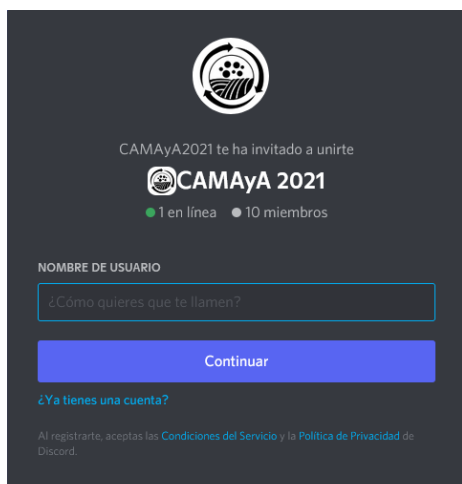 CAMAyA2021 te ha invitado a unirte
CAMAyA 2021
1 en línea 10 miembros
NOMBRE DE USUARIO
¿Cómo quieres que te llamen?
Continuar
¿Ya tienes una cuenta?
Al registrarte, aceptas las Condiciones del Servicio y la Política de Privacidad de
Discord.